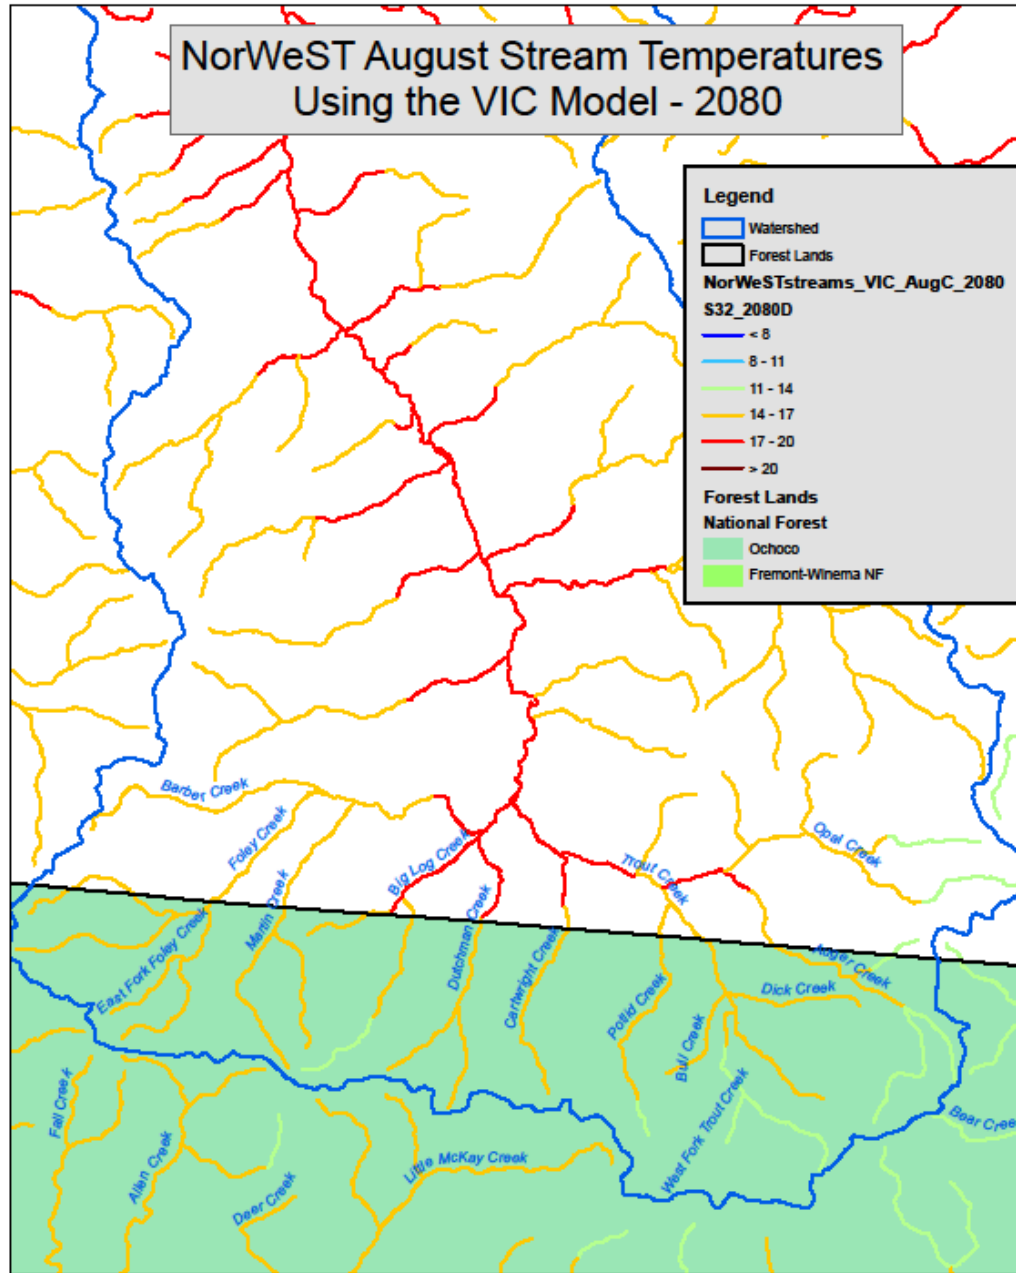 NorWeST August Stream Temperatures
Using the VIC Model - 2080
Legend
Watershed
Forest Lands
NorWeSTstreams_VIC_AugC_2080
S32_2080D
< 8
8 - 11
11 - 14
14 - 17
17 - 20
> 20
Forest Lands
National Forest
Ochoco
Fremont-Winema NF
Barber Creek
Foley Creek
Opal Creek
Big Log Creek
Trout Creek
Martin Creek
Dutchman Creek
East Fork Foley Creek
Cartwright Creek
Auger Creek
Dick Creek
Potlid Creek
Bull Creek
Fall Creek
West Fork Trout Creek
Bear Cree
Allen Creek
Little McKay Creek
Deer Creek